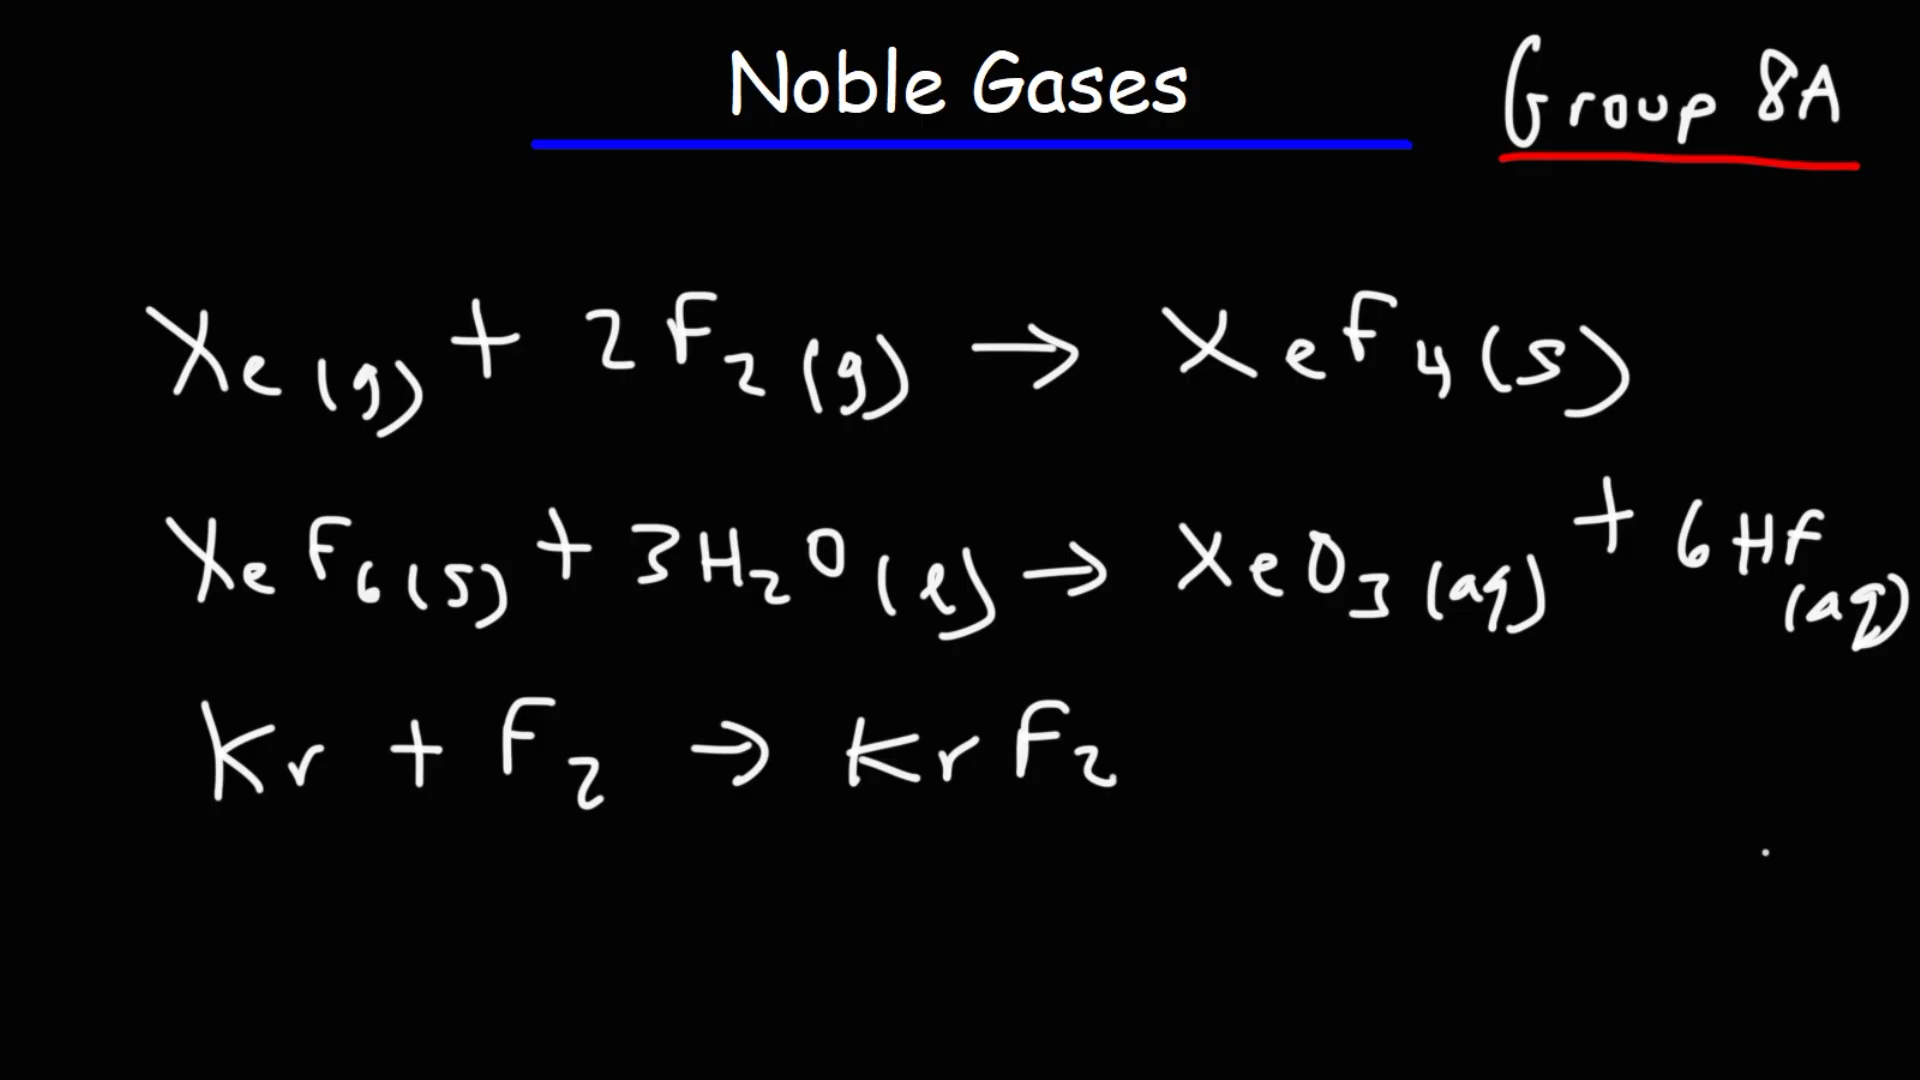 Noble Gases
Group 8A
Xe(g) + 2F₂(g) → XeF₄(s)
XeF₆(s) + 3H₂O(l) → XeO₃(aq) + 6HF(aq)
Kr + F₂ → KrF₂